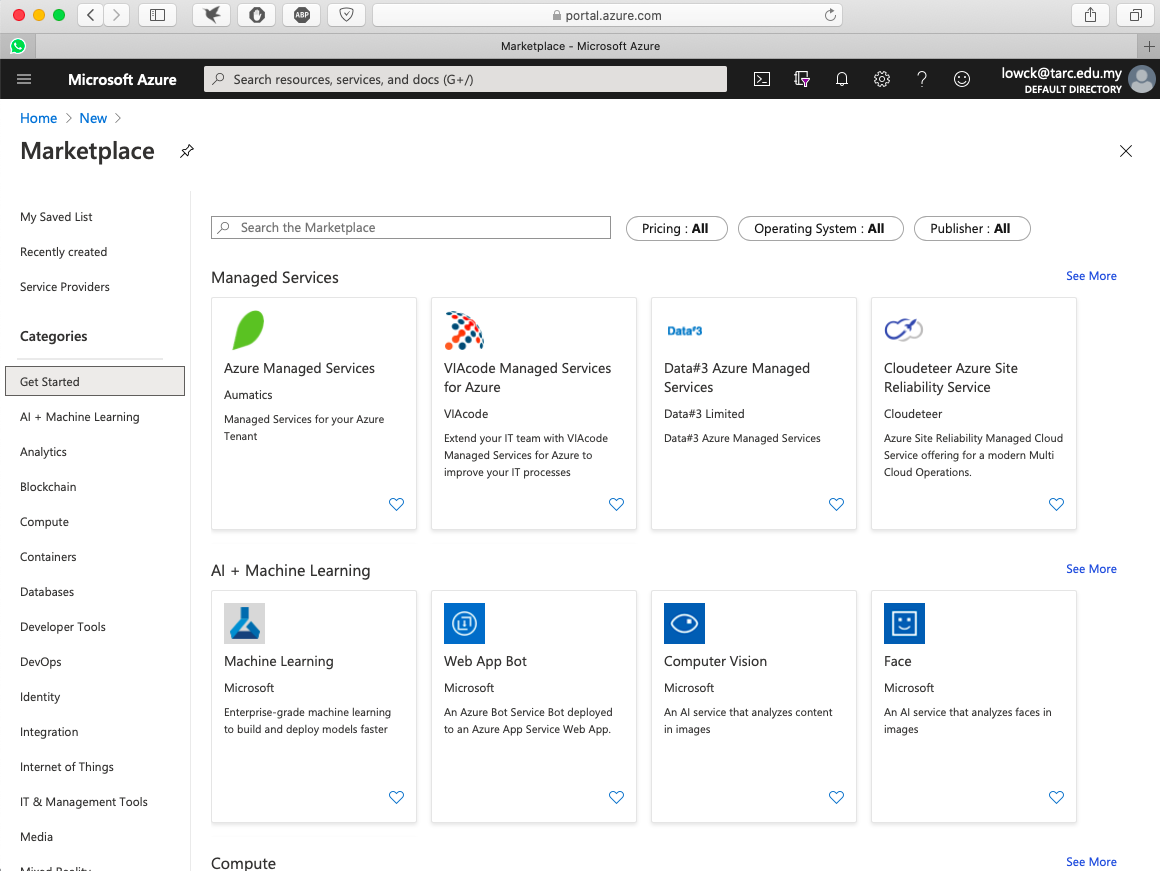 ABP
portal.azure.com
Marketplace - Microsoft Azure
Microsoft Azure
Search resources, services, and docs (G+/)
lowck@tarc.edu.my
DEFAULT DIRECTORY
Home
New
Marketplace
My Saved List
Recently created
Service Providers
Categories
Get Started
AI + Machine Learning
Analytics
Blockchain
Compute
Containers
Databases
Developer Tools
DevOps
Identity
Integration
Internet of Things
IT & Management Tools
Media
Mixed Reality
Search the Marketplace
Pricing : All
Operating System : All
Publisher : All
Managed Services
See More
Azure Managed Services
Aumatics
Managed Services for your Azure
Tenant
VIAcode Managed Services
for Azure
VIAcode
Extend your IT team with VIAcode
Managed Services for Azure to
improve your IT processes
Data#3
Data#3 Azure Managed
Services
Data#3 Limited
Data#3 Azure Managed Services
Cloudeteer Azure Site
Reliability Service
Cloudeteer
Azure Site Reliability Managed Cloud
Service offering for a modern Multi
Cloud Operations.
AI + Machine Learning
See More
Machine Learning
Microsoft
Enterprise-grade machine learning
to build and deploy models faster
Web App Bot
Microsoft
An Azure Bot Service Bot deployed
to an Azure App Service Web App.
Computer Vision
Microsoft
An AI service that analyzes content
in images
Face
Microsoft
An AI service that analyzes faces in
images
Compute
See More